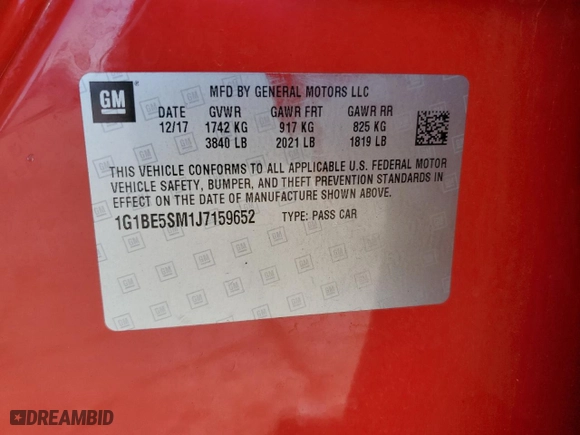 GM
MFD BY GENERAL MOTORS LLC
DATE GVWR GAWR FRT GAWR RR
12/17 1742 KG 917 KG 825 KG
3840 LB 2021 LB 1819 LB
THIS VEHICLE CONFORMS TO ALL APPLICABLE U.S. FEDERAL MOTOR
VEHICLE SAFETY, BUMPER, AND THEFT PREVENTION STANDARDS IN
EFFECT ON THE DATE OF MANUFACTURE SHOWN ABOVE.
1G1BE5SM1J7159652 TYPE: PASS CAR
DREAMBID